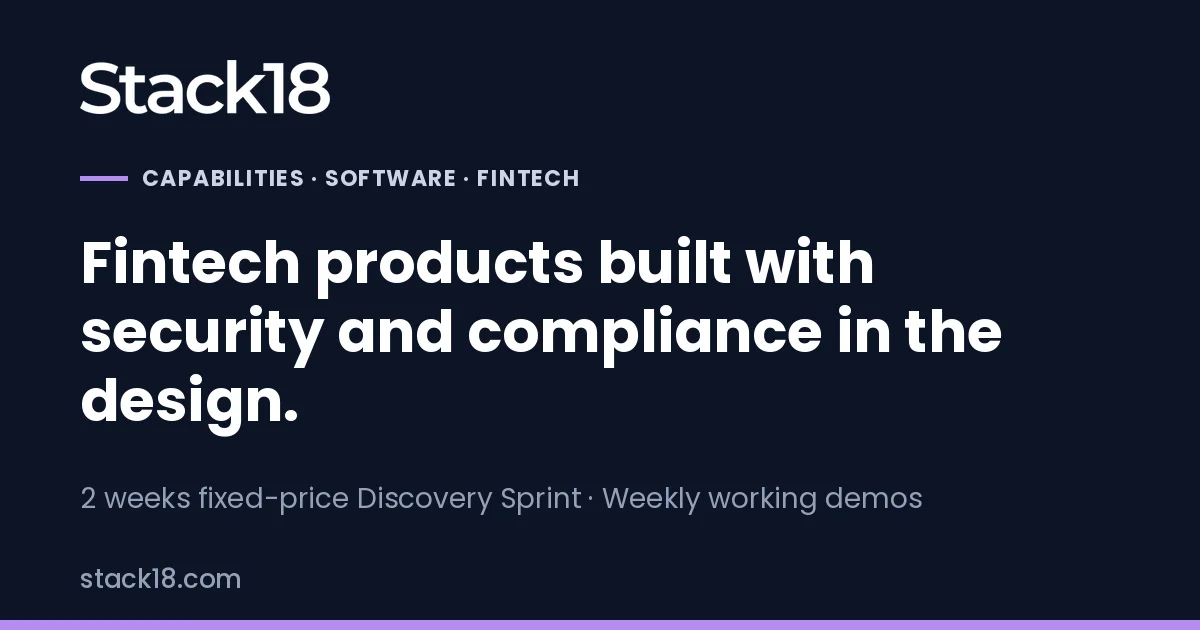 Stack18
CAPABILITIES · SOFTWARE · FINTECH
Fintech products built with
security and compliance in the
design.
2 weeks fixed-price Discovery Sprint · Weekly working demos
stack18.com